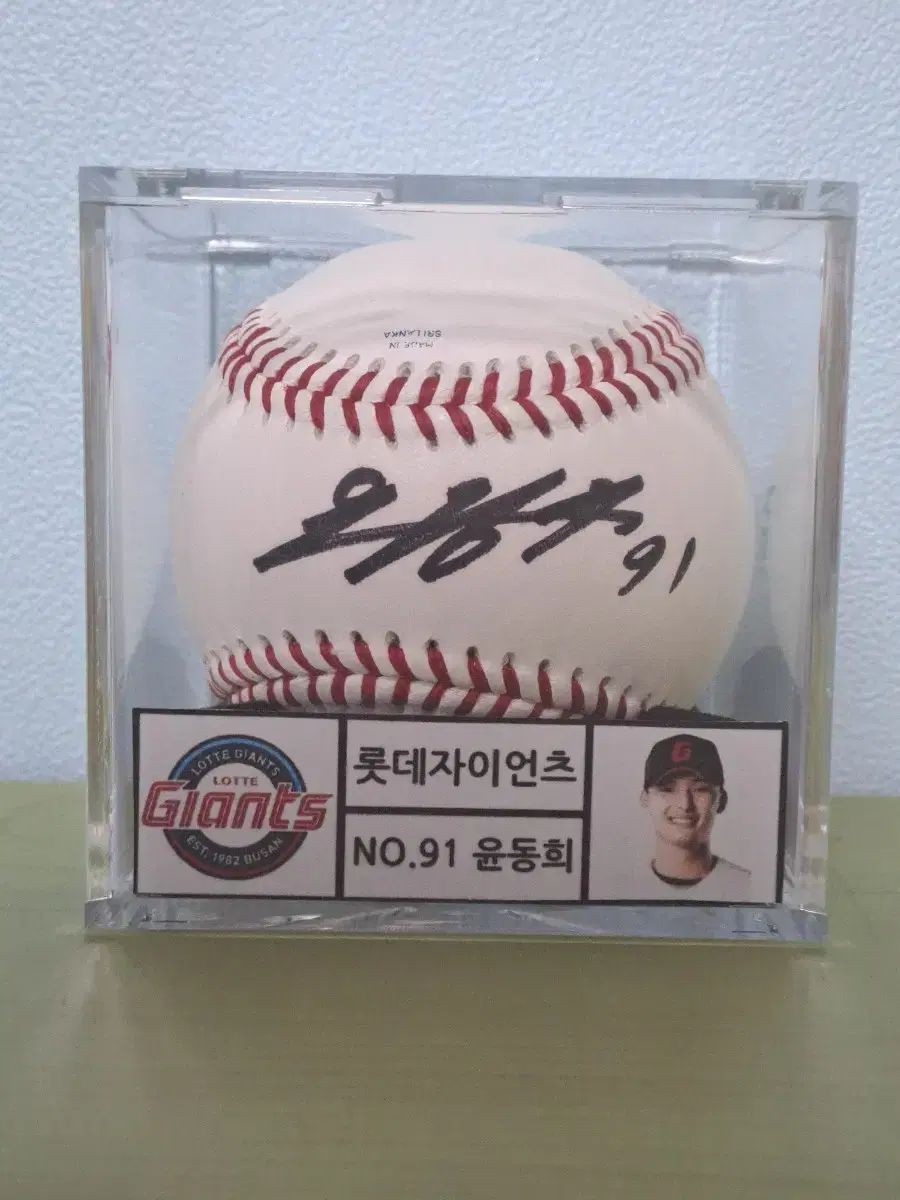 MADE IN
SRI LANKA
91
LOTTE GIANTS
LOTTE
Giants
EST. 1982 BUSAN
롯데자이언츠
NO.91 윤동희
G